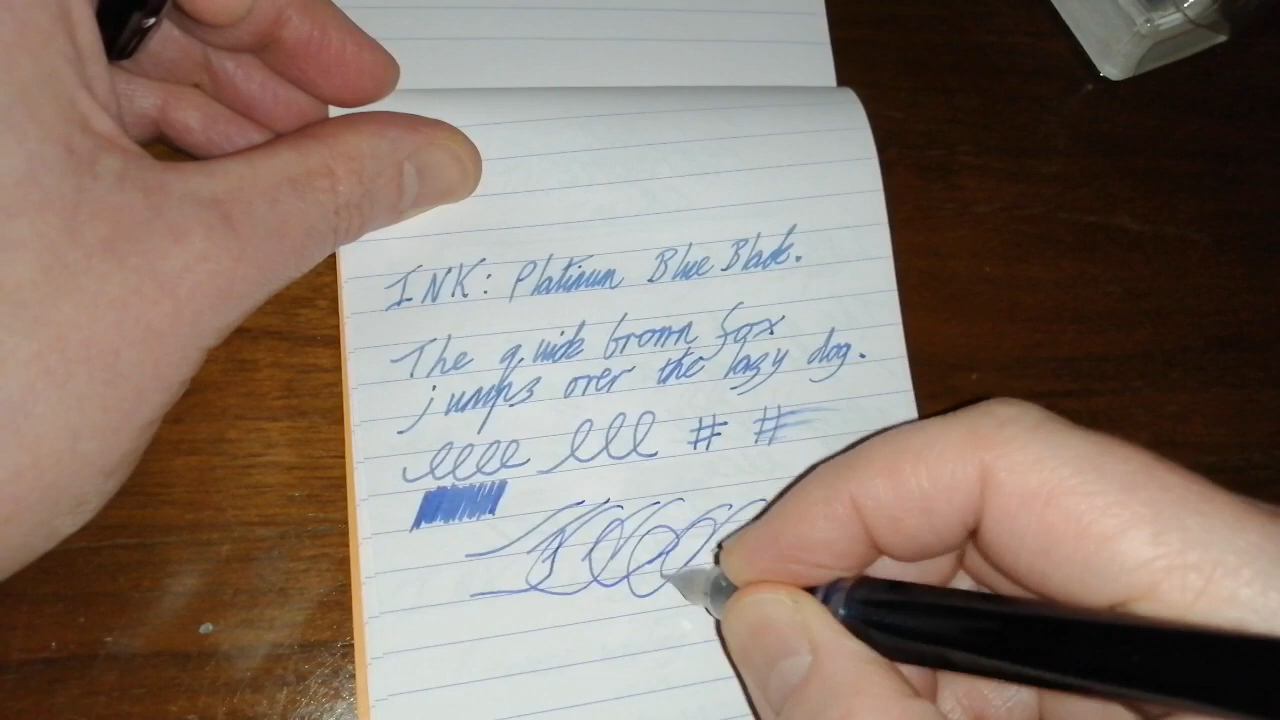 INK: Platinum Blue Black.
The quick brown fox
jumps over the lazy dog.
# #